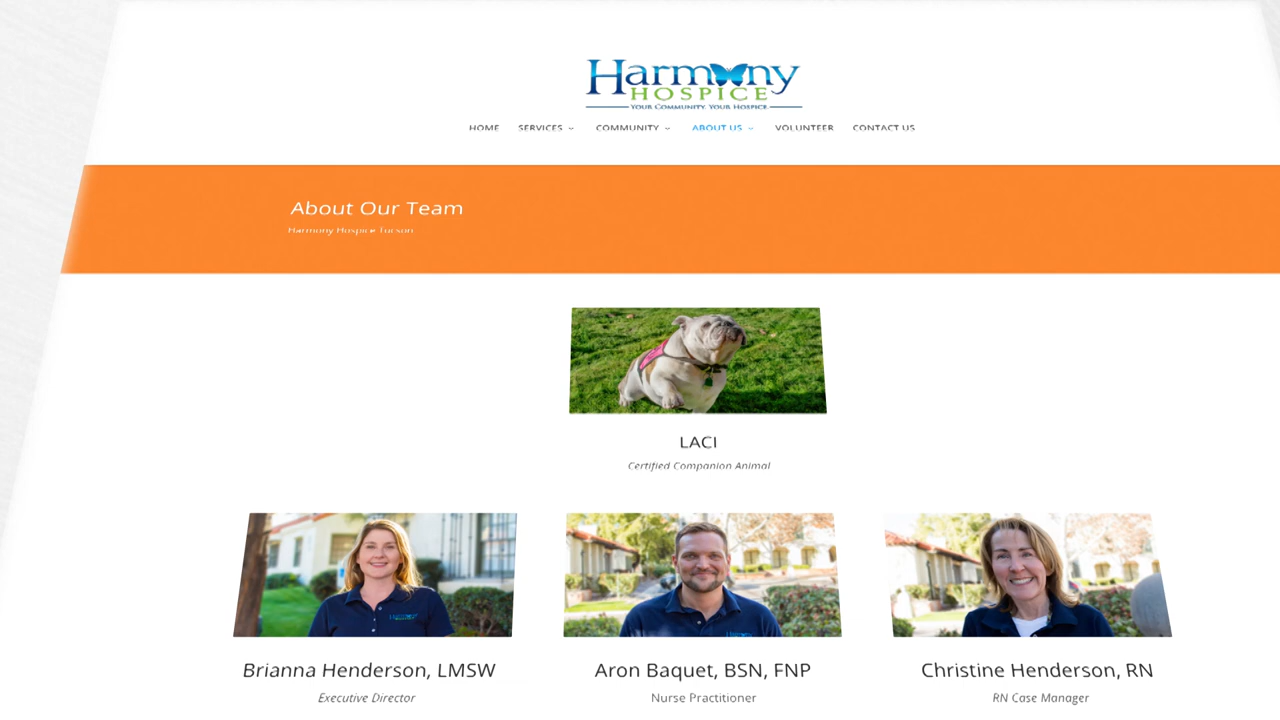 Harmony
HOSPICE
YOUR COMMUNITY. YOUR HOSPICE.
HOME SERVICES COMMUNITY ABOUT US VOLUNTEER CONTACT US
About Our Team
Harmony Hospice Tucson
LACI
Certified Companion Animal
Brianna Henderson, LMSW Aron Baquet, BSN, FNP Christine Henderson, RN
Executive Director Nurse Practitioner RN Case Manager